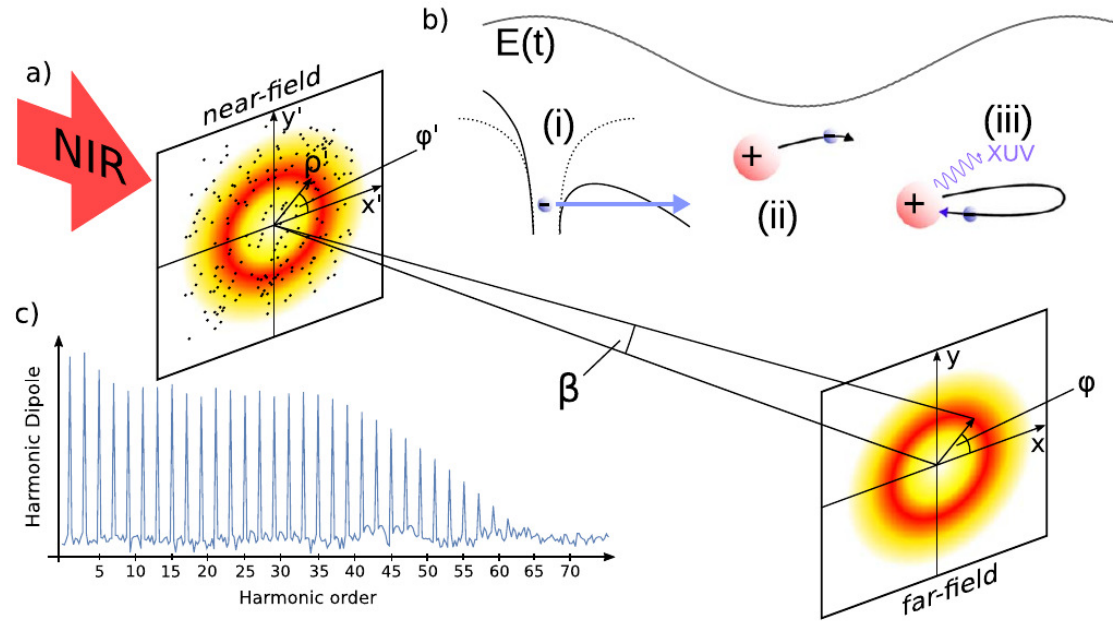 a)
NIR
near-field
y'
ρ'
φ'
x'
b)
E(t)
(i)
-
+
-
(ii)
(iii)
XUV
+
-
β
y
φ
x
far-field
c)
Harmonic Dipole
5 10 15 20 25 30 35 40 45 50 55 60 65 70
Harmonic order